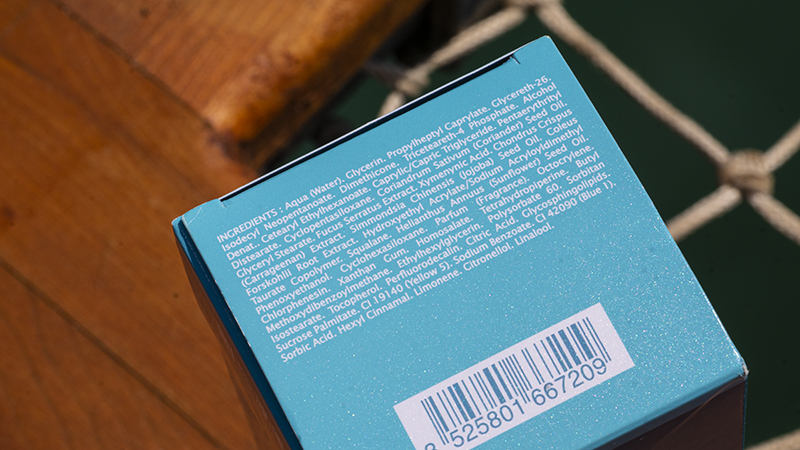 INGREDIENTS : Aqua (Water). Glycerin. Propylheptyl Caprylate. Glycereth-26.
Isodecyl Neopentanoate. Dimethicone. Triceteareth-4 Phosphate. Alcohol
Denat. Cetearyl Ethylhexanoate. Caprylic/Capric Triglyceride. Pentaerythrityl
Distearate. Cyclopentasiloxane. Coriandrum Sativum (Coriander) Seed Oil.
Glyceryl Stearate. Fucus Serratus Extract. Xymenynic Acid. Chondrus Crispus
(Carrageenan) Extract. Simmondsia Chinensis (Jojoba) Seed Oil. Coleus
Forskohili Root Extract. Hydroxyethyl Acrylate/Sodium Acryloyldimethyl
Taurate Copolymer. Squalane. Helianthus Annuus (Sunflower) Seed Oil.
Phenoxyethanol. Cyclohexasiloxane. Parfum (Fragrance). Octocrylene.
Chlorphenesin. Xanthan Gum. Homosalate. Tetrahydropiperine. Butyl
Methoxydibenzoylmethane. Ethylhexylglycerin. Polysorbate 60. Sorbitan
Isostearate. Tocopherol. Perfluorodecalin. Citric Acid. Glycosphingolipids.
Sucrose Palmitate. CI 19140 (Yellow 5). Sodium Benzoate. CI 42090 (Blue 1).
Sorbic Acid. Hexyl Cinnamal. Limonene. Citronellol. Linalool.
8 525801 667209